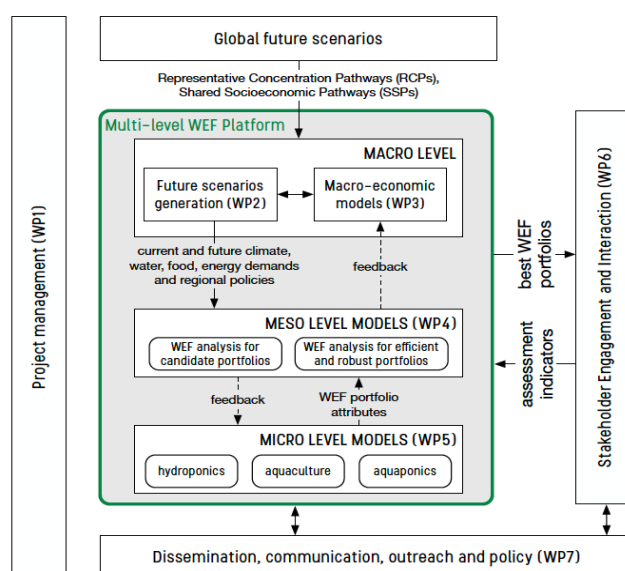 Project management (WP1)
Global future scenarios
Representative Concentration Pathways (RCPs),
Shared Socioeconomic Pathways (SSPs)
Multi-level WEF Platform
MACRO LEVEL
Future scenarios
generation (WP2)
Macro-economic
models (WP3)
current and future climate,
water, food, energy demands
and regional policies
feedback
MESO LEVEL MODELS (WP4)
WEF analysis for
candidate portfolios
WEF analysis for efficient
and robust portfolios
feedback
WEF portfolio
attributes
MICRO LEVEL MODELS (WP5)
hydroponics
aquaculture
aquaponics
best WEF
portfolios
assessment
indicators
Stakeholder Engagement and Interaction (WP6)
Dissemination, communication, outreach and policy (WP7)